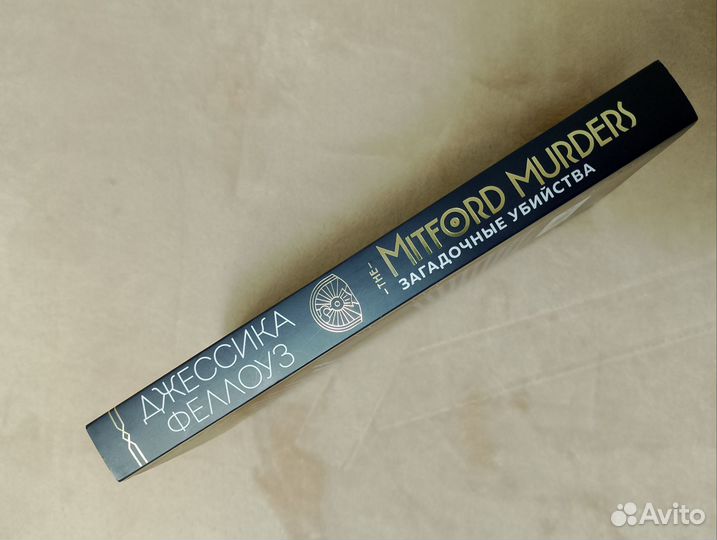 ДЖЕССИКА
ФЕЛЛОУЗ
-THE-
MITFORD MURDERS
ЗАГАДОЧНЫЕ УБИЙСТВА
Avito